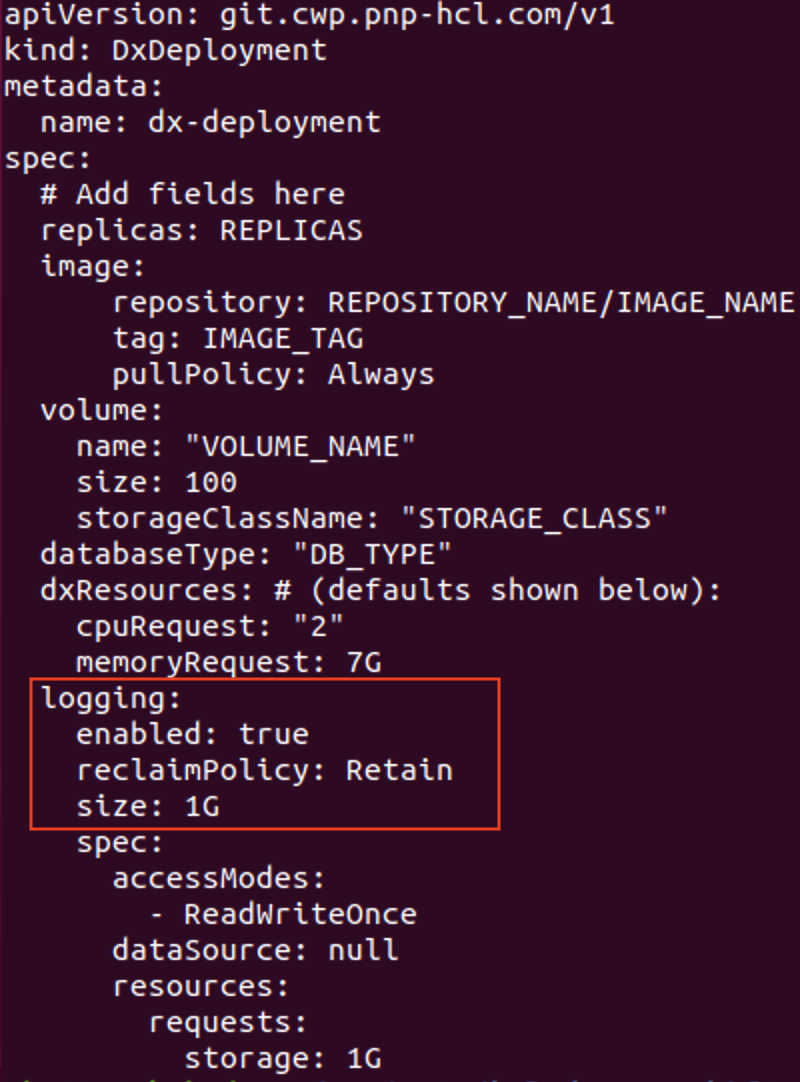 apiVersion: git.cwp.pnp-hcl.com/v1
kind: DxDeployment
metadata:
  name: dx-deployment
spec:
  # Add fields here
  replicas: REPLICAS
  image:
      repository: REPOSITORY_NAME/IMAGE_NAME
      tag: IMAGE_TAG
      pullPolicy: Always
  volume:
    name: "VOLUME_NAME"
    size: 100
    storageClassName: "STORAGE_CLASS"
  databaseType: "DB_TYPE"
  dxResources: # (defaults shown below):
    cpuRequest: "2"
    memoryRequest: 7G
  logging:
    enabled: true
    reclaimPolicy: Retain
    size: 1G
    spec:
      accessModes:
        - ReadWriteOnce
      dataSource: null
      resources:
        requests:
          storage: 1G